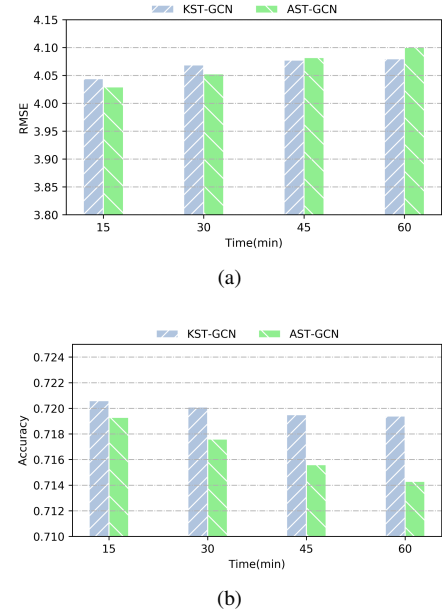 KST-GCN AST-GCN
4.15
4.10
4.05
4.00
3.95
3.90
3.85
3.80
RMSE
15 30 45 60
Time(min)
(a)
KST-GCN AST-GCN
0.724
0.722
0.720
0.718
0.716
0.714
0.712
0.710
Accuracy
15 30 45 60
Time(min)
(b)